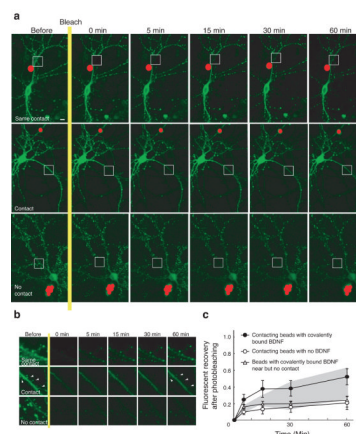 a
Bleach
Before 0 min 5 min 15 min 30 min 60 min
Same contact
Contact
No
contact
b
Before 0 min 5 min 15 min 30 min 60 min
Same
contact
Contact
No contact
c
Fluorescent recovery
after photobleaching
1.0
0.8
0.6
0.4
0.2
0
30
60
Time (Min)
Contacting beads with covalently
bound BDNF
Contacting beads with no BDNF
Beads with covalently bound BDNF
near but no contact